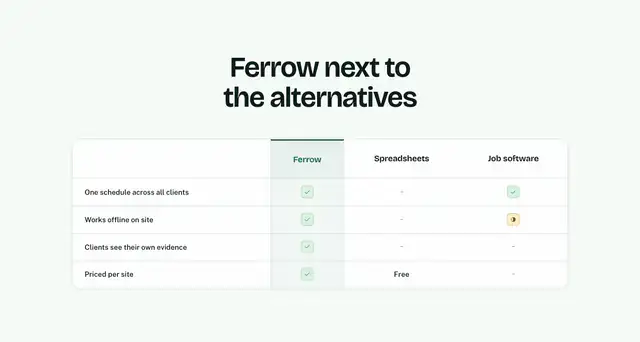 Ferrow next to
the alternatives
Ferrow Spreadsheets Job software
One schedule across all clients ✓ - ✓
Works offline on site ✓ -
Clients see their own evidence ✓ - -
Priced per site ✓ Free -